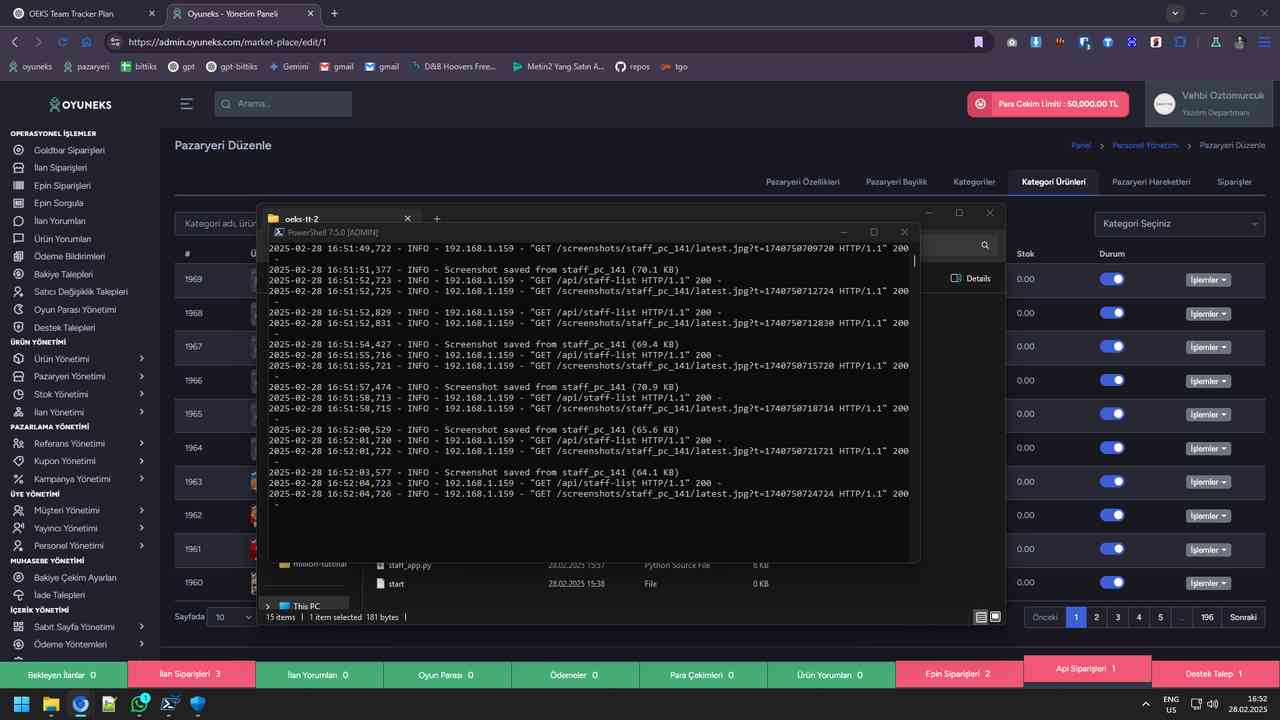 OEKS Team Tracker Plan
Oyuneks - Yönetim Paneli
https://admin.oyuneks.com/market-place/edit/1
oyuneks
pazaryeri
bittiks
gpt
gpt-bittiks
Gemini
gmail
gmail
D&B Hoovers Free...
Metin2 Yang Satın A...
repos
tgo
OYUNEKS
Arama...
Para Cekim Limiti : 50,000.00 TL
Vehbi Oztomurcuk
Yazılım Departmanı
Pazaryeri Düzenle
Panel > Personel Yönetimi > Pazaryeri Düzenle
Pazaryeri Özellikleri
Pazaryeri Bayilik
Kategoriler
Kategori Ürünleri
Pazaryeri Hareketleri
Siparişler
OPERASYONEL İŞLEMLER
Goldbar Siparişleri
İlan Siparişleri
Epin Siparişleri
Epin Sorgula
İlan Yorumları
Ürün Yorumları
Ödeme Bildirimleri
Bakiye Talepleri
Satıcı Değişiklik Talepleri
Oyun Parası Yönetimi
Destek Talepleri
ÜRÜN YÖNETİMİ
Ürün Yönetimi
Pazaryeri Yönetimi
Stok Yönetimi
İlan Yönetimi
PAZARLAMA YÖNETİMİ
Referans Yönetimi
Kupon Yönetimi
Kampanya Yönetimi
ÜYE YÖNETİMİ
Müşteri Yönetimi
Yayıncı Yönetimi
Personel Yönetimi
MUHASEBE YÖNETİMİ
Bakiye Çekim Ayarları
İade Talepleri
İÇERİK YÖNETİMİ
Sabit Sayfa Yönetimi
Ödeme Yöntemleri
Kategori adı, ürün
Kategori Seçiniz
#
Stok
Durum
1969 0.00 İşlemler
1968 0.00 İşlemler
1967 0.00 İşlemler
1966 0.00 İşlemler
1965 0.00 İşlemler
1964 0.00 İşlemler
1963 0.00 İşlemler
1962 0.00 İşlemler
1961 0.00 İşlemler
1960 0.00 İşlemler
Sayfada 10
Önceki 1 2 3 4 5 ... 196 Sonraki
oeks-tt-2
Details
PowerShell 7.5.0 [ADMIN]
2025-02-28 16:51:49,722 - INFO - 192.168.1.159 - "GET /screenshots/staff_pc_141/latest.jpg?t=1740750709720 HTTP/1.1" 200
-
2025-02-28 16:51:51,377 - INFO - Screenshot saved from staff_pc_141 (70.1 KB)
2025-02-28 16:51:52,723 - INFO - 192.168.1.159 - "GET /api/staff-list HTTP/1.1" 200 -
2025-02-28 16:51:52,725 - INFO - 192.168.1.159 - "GET /screenshots/staff_pc_141/latest.jpg?t=1740750712724 HTTP/1.1" 200
-
2025-02-28 16:51:52,829 - INFO - 192.168.1.159 - "GET /api/staff-list HTTP/1.1" 200 -
2025-02-28 16:51:52,831 - INFO - 192.168.1.159 - "GET /screenshots/staff_pc_141/latest.jpg?t=1740750712830 HTTP/1.1" 200
-
2025-02-28 16:51:54,427 - INFO - Screenshot saved from staff_pc_141 (69.4 KB)
2025-02-28 16:51:55,716 - INFO - 192.168.1.159 - "GET /api/staff-list HTTP/1.1" 200 -
2025-02-28 16:51:55,721 - INFO - 192.168.1.159 - "GET /screenshots/staff_pc_141/latest.jpg?t=1740750715720 HTTP/1.1" 200
-
2025-02-28 16:51:57,474 - INFO - Screenshot saved from staff_pc_141 (70.9 KB)
2025-02-28 16:51:58,713 - INFO - 192.168.1.159 - "GET /api/staff-list HTTP/1.1" 200 -
2025-02-28 16:51:58,715 - INFO - 192.168.1.159 - "GET /screenshots/staff_pc_141/latest.jpg?t=1740750718714 HTTP/1.1" 200
-
2025-02-28 16:52:00,529 - INFO - Screenshot saved from staff_pc_141 (65.6 KB)
2025-02-28 16:52:01,720 - INFO - 192.168.1.159 - "GET /api/staff-list HTTP/1.1" 200 -
2025-02-28 16:52:01,722 - INFO - 192.168.1.159 - "GET /screenshots/staff_pc_141/latest.jpg?t=1740750721721 HTTP/1.1" 200
-
2025-02-28 16:52:03,577 - INFO - Screenshot saved from staff_pc_141 (64.1 KB)
2025-02-28 16:52:04,723 - INFO - 192.168.1.159 - "GET /api/staff-list HTTP/1.1" 200 -
2025-02-28 16:52:04,726 - INFO - 192.168.1.159 - "GET /screenshots/staff_pc_141/latest.jpg?t=1740750724724 HTTP/1.1" 200
-
million-tutorial
staff_app.py 28.02.2025 15:37 Python Source File 6 KB
start 28.02.2025 15:38 File 0 KB
This PC
15 items 1 item selected 181 bytes
Bekleyen İlanlar 0
İlan Siparişleri 3
İlan Yorumları 0
Oyun Parası 0
Ödemeler 0
Para Çekimleri 0
Ürün Yorumları 0
Epin Siparişleri 2
Api Siparişleri 1
Destek Talep 1
1
ENG
US
16:52
28.02.2025